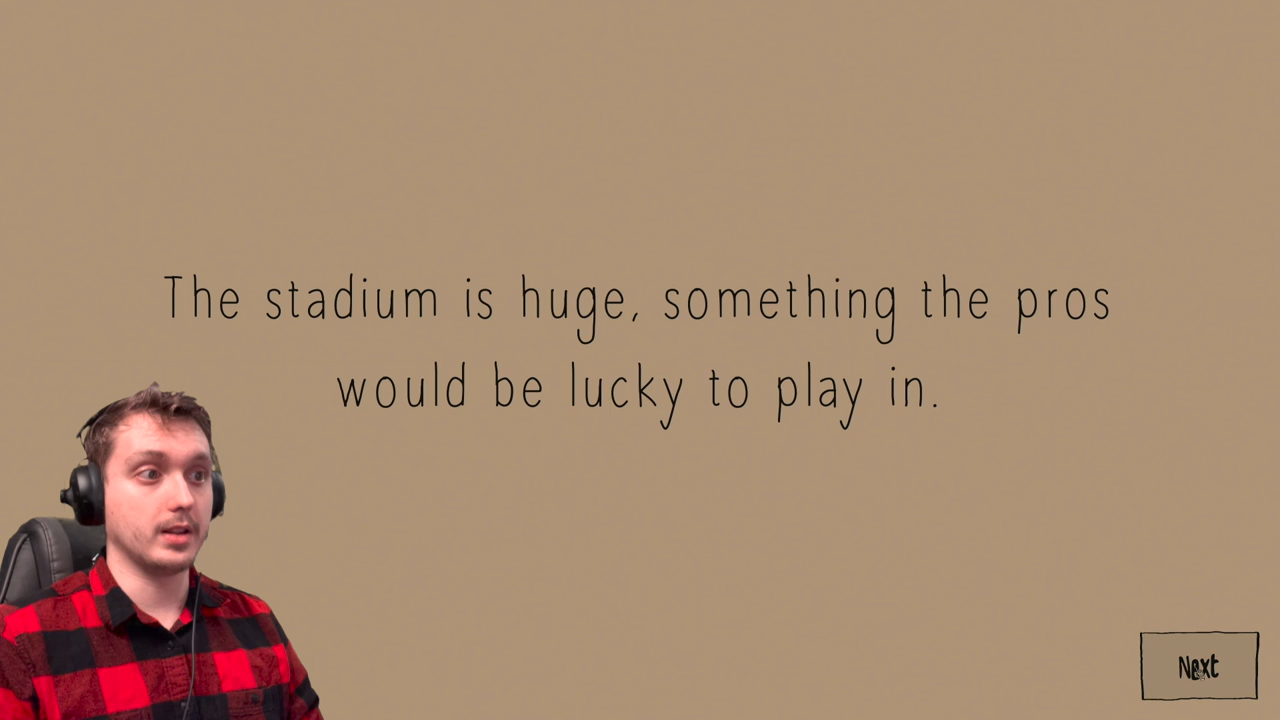 The stadium is huge, something the pros
would be lucky to play in.
Next